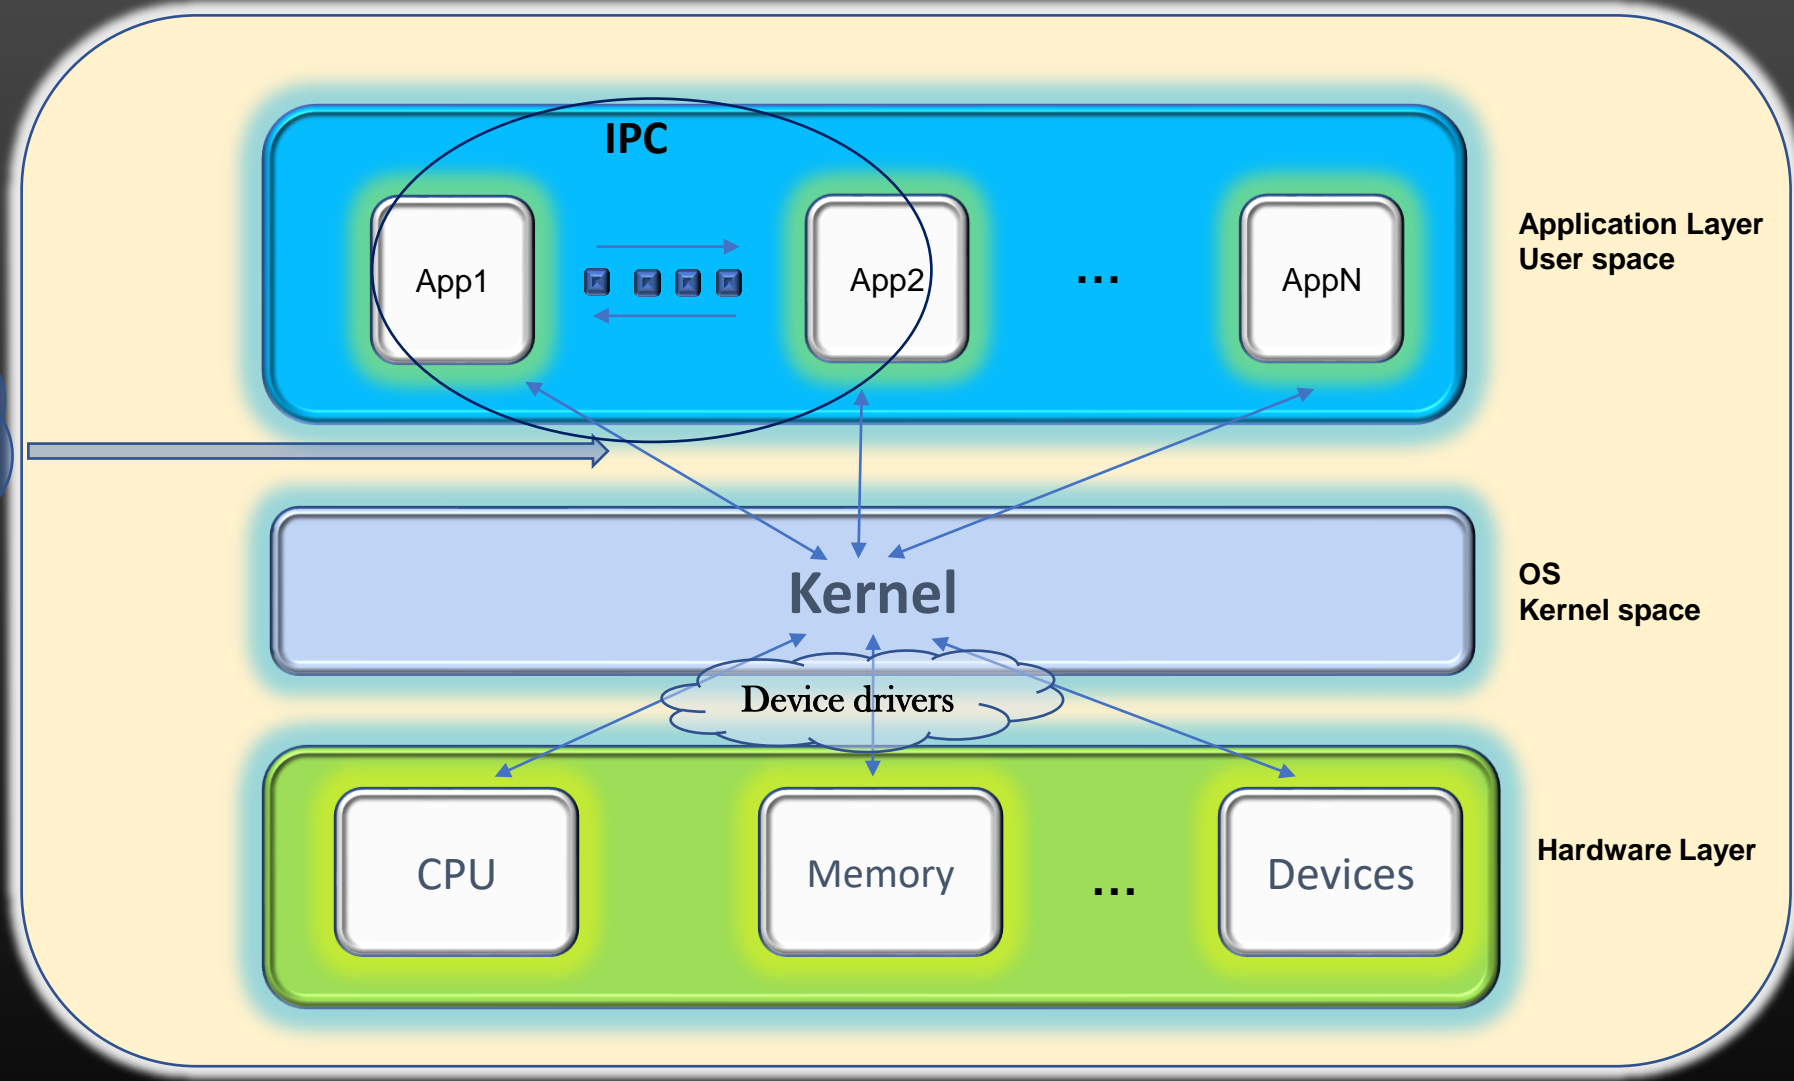 IPC
App1
App2
...
AppN
Application Layer
User space
Kernel
OS
Kernel space
Device drivers
CPU
Memory
...
Devices
Hardware Layer